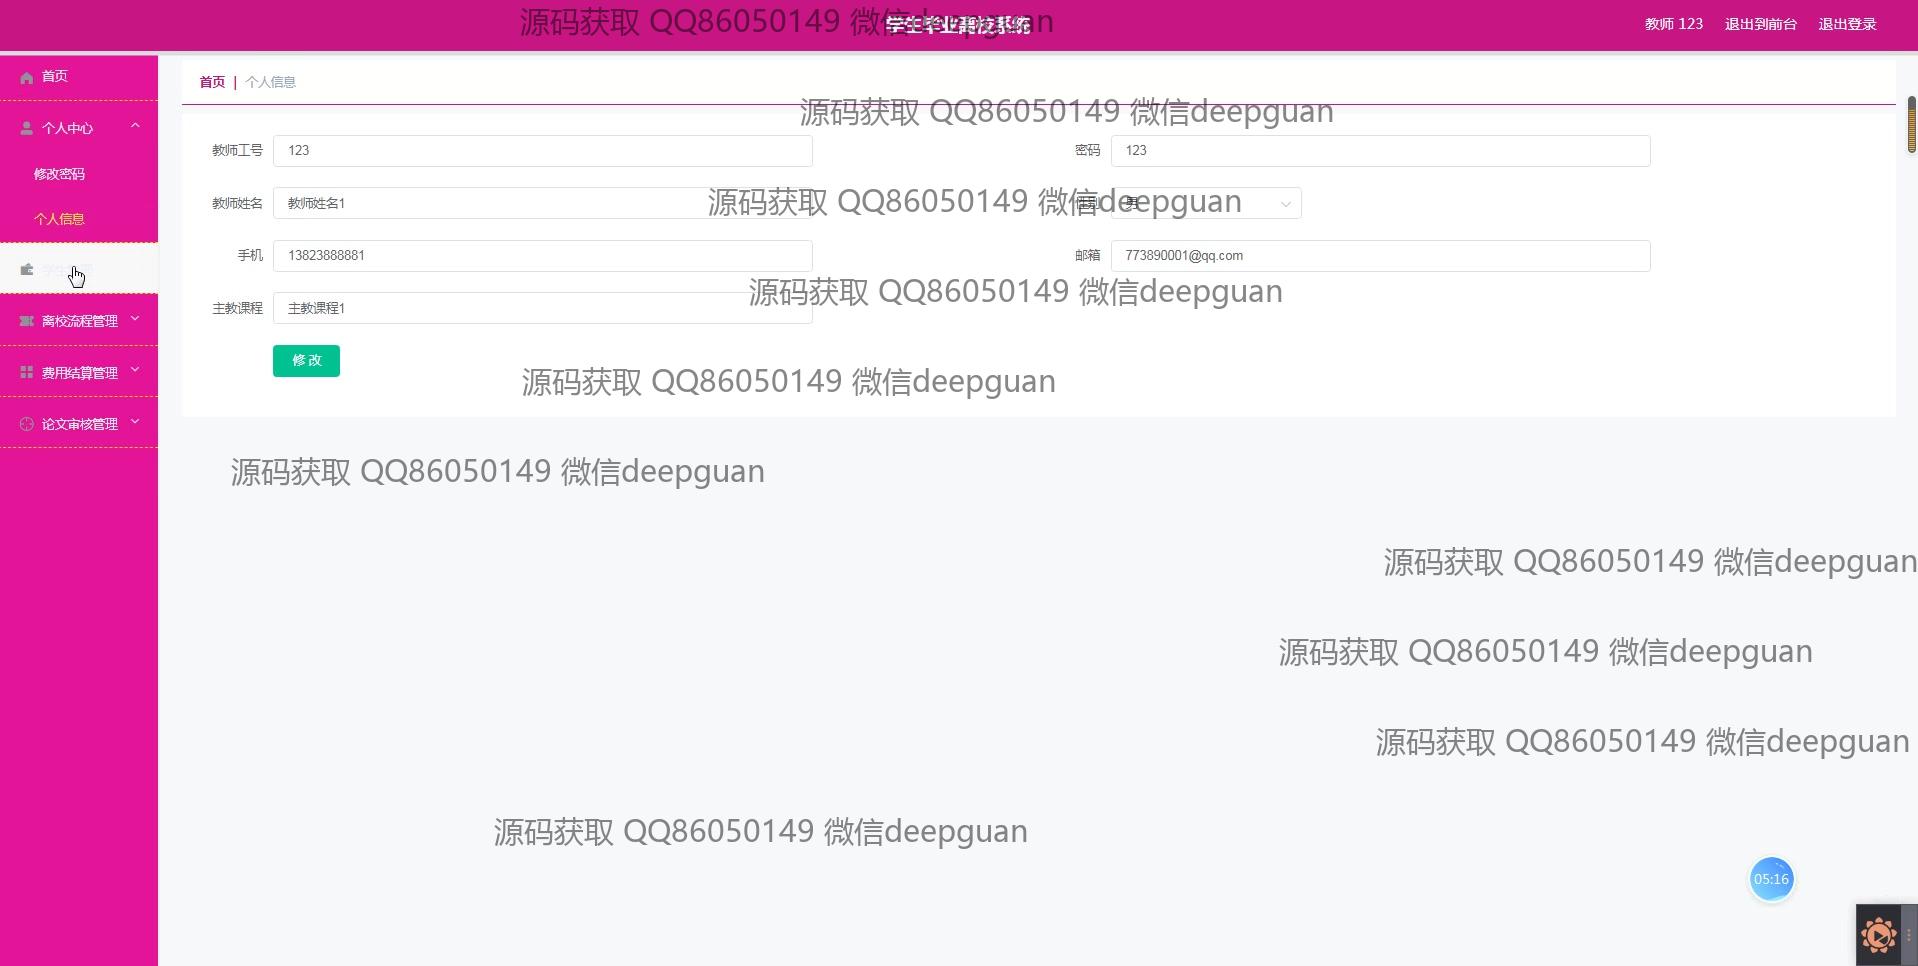 源码获取 QQ86050149 微信deepguan
学生毕业离校系统
教师 123 退出到前台 退出登录
首页
个人中心
修改密码
个人信息
离校流程管理
费用结算管理
论文审核管理
首页 | 个人信息
源码获取 QQ86050149 微信deepguan
教师工号 123 密码 123
教师姓名 教师姓名1 性别 男
源码获取 QQ86050149 微信deepguan
手机 13823888881 邮箱 773890001@qq.com
源码获取 QQ86050149 微信deepguan
主教课程 主教课程1
修改
源码获取 QQ86050149 微信deepguan
源码获取 QQ86050149 微信deepguan
源码获取 QQ86050149 微信deepguan
源码获取 QQ86050149 微信deepguan
源码获取 QQ86050149 微信deepguan
源码获取 QQ86050149 微信deepguan
05:16